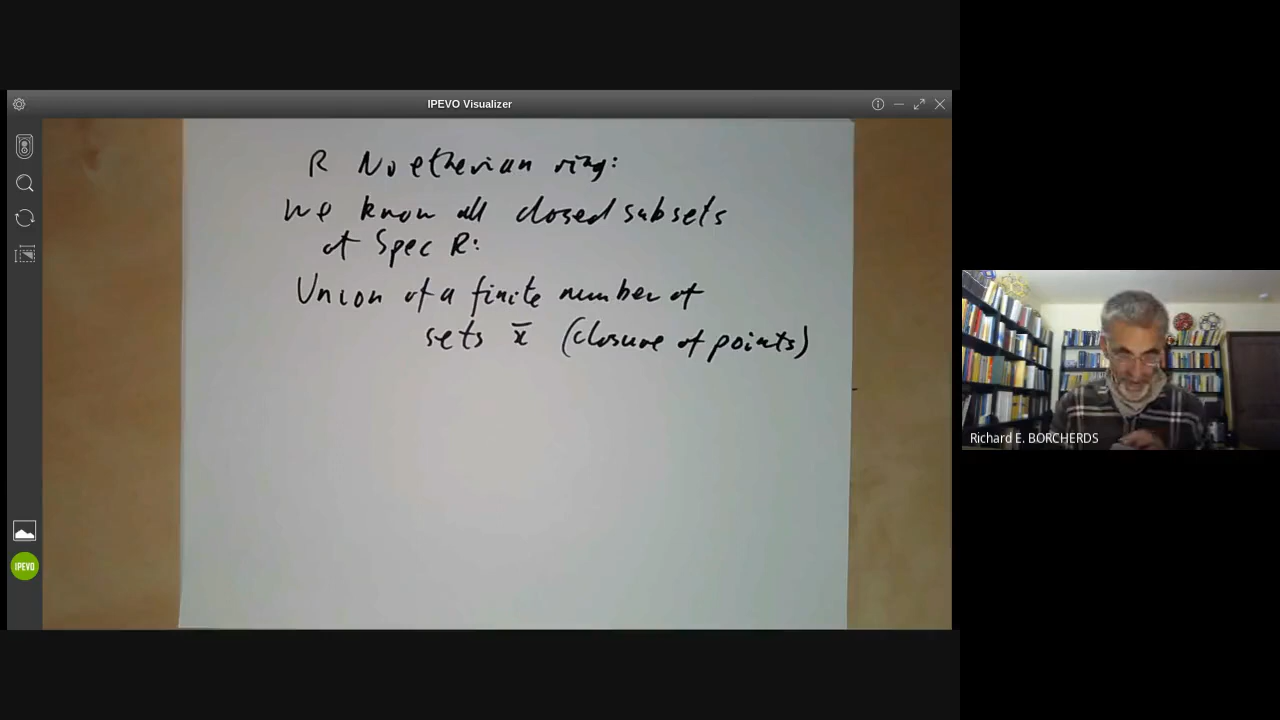 IPEVO Visualizer
R Noetherian ring:
We know all closed subsets
of Spec R:
Union of a finite number of
sets x̄ (closure of points)
Richard E. BORCHERDS
IPEVO